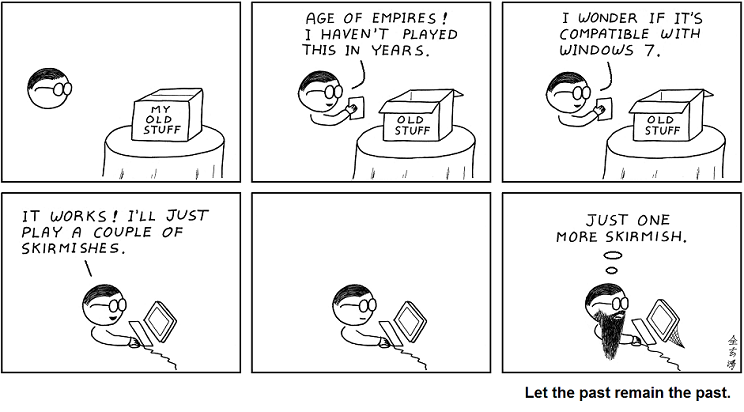 MY
OLD
STUFF
AGE OF EMPIRES!
I HAVEN'T PLAYED
THIS IN YEARS.
OLD
STUFF
I WONDER IF IT'S
COMPATIBLE WITH
WINDOWS 7.
OLD
STUFF
IT WORKS! I'LL JUST
PLAY A COUPLE OF
SKIRMISHES.
JUST ONE
MORE SKIRMISH.
Let the past remain the past.